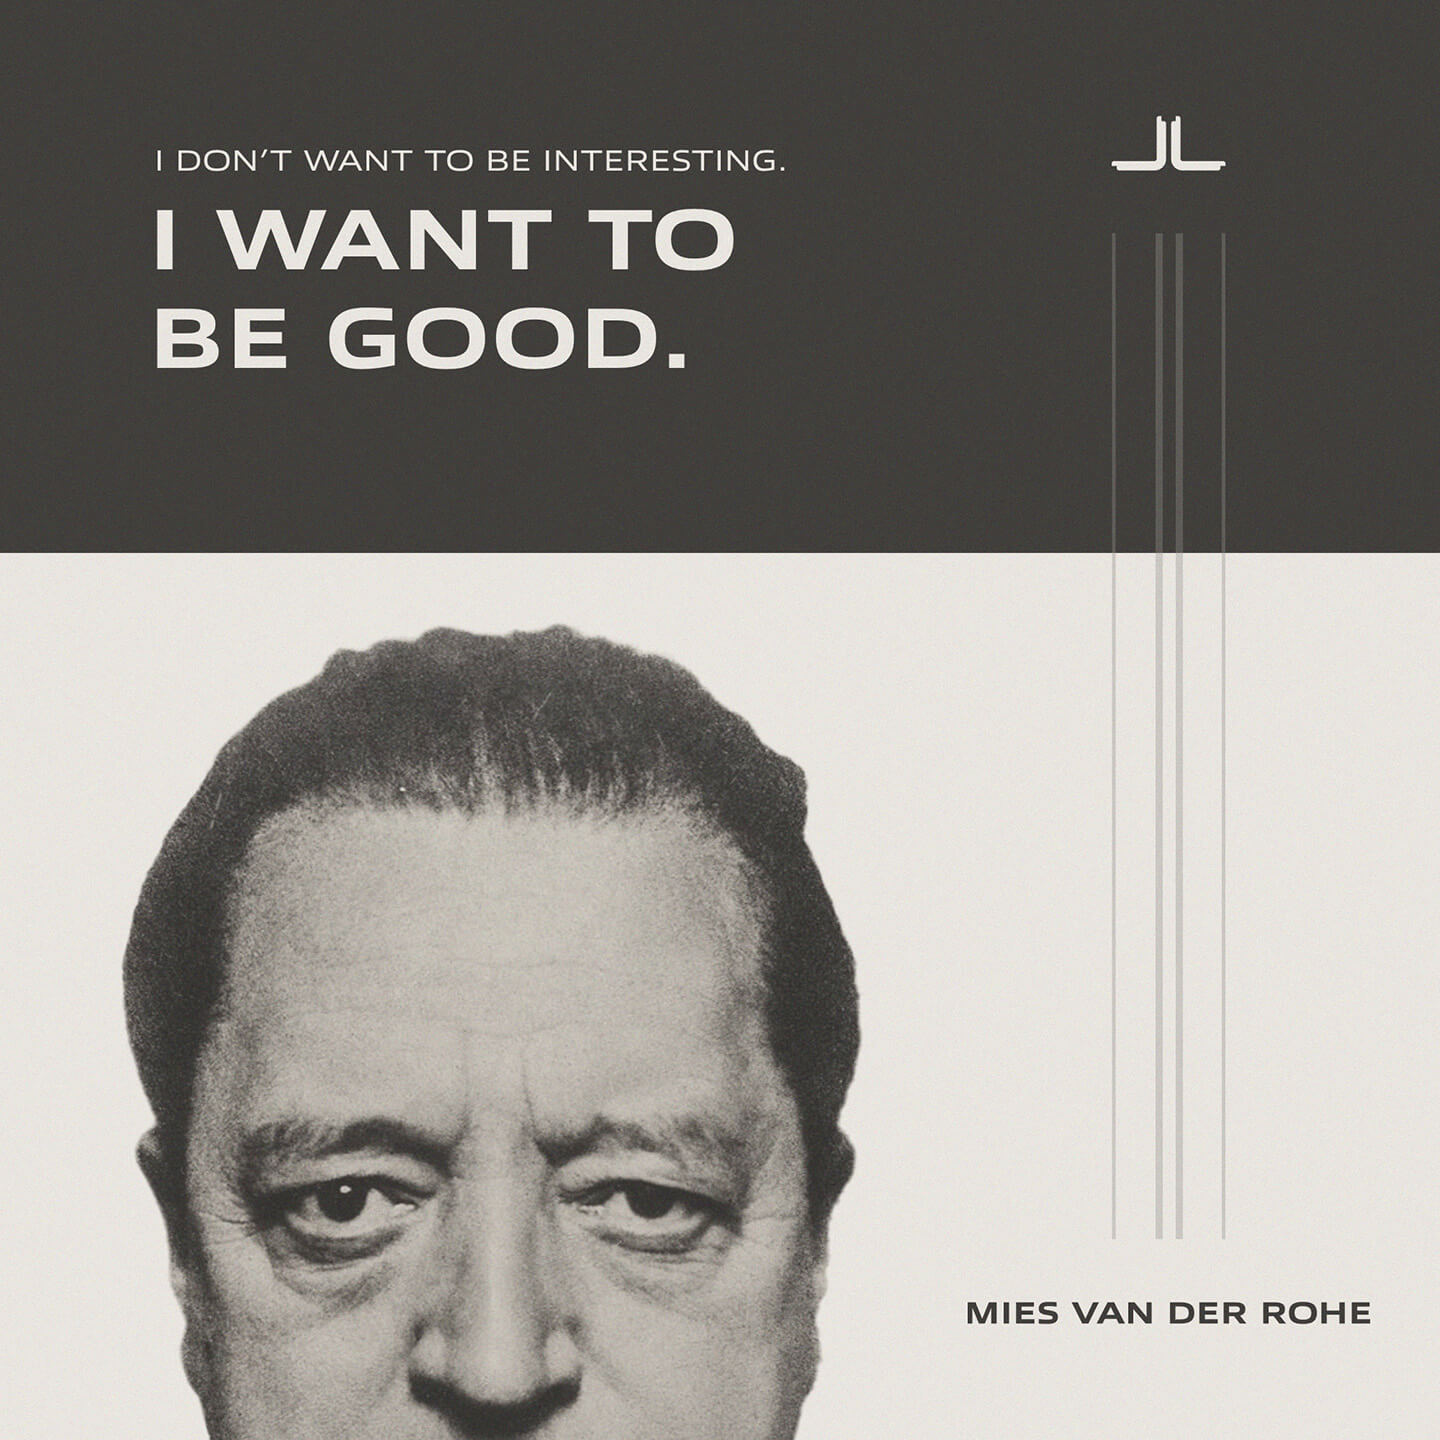 I DON'T WANT TO BE INTERESTING.
I WANT TO
BE GOOD.
MIES VAN DER ROHE